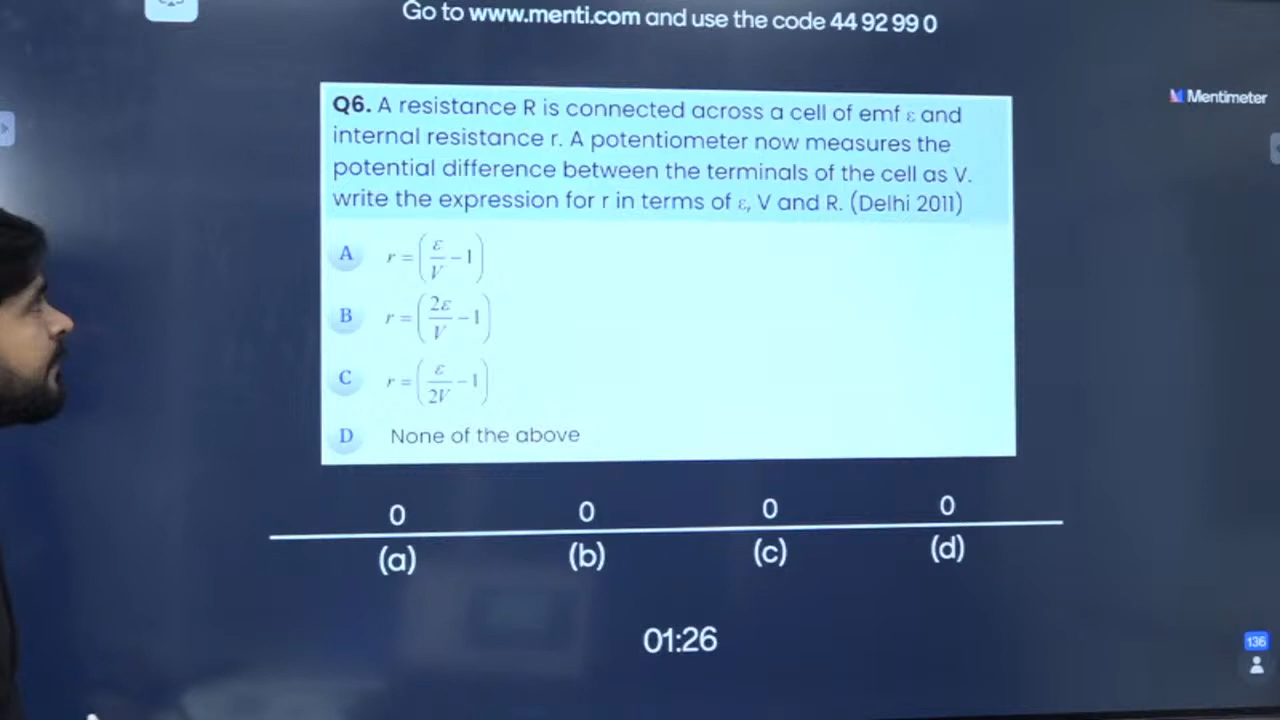 Go to www.menti.com and use the code 44 92 99 0
Mentimeter
Q6. A resistance R is connected across a cell of emf ε and
internal resistance r. A potentiometer now measures the
potential difference between the terminals of the cell as V.
write the expression for r in terms of ε, V and R. (Delhi 2011)
A r = (ε/V − 1)
B r = (2ε/V − 1)
C r = (ε/2V − 1)
D None of the above
0 0 0 0
(a) (b) (c) (d)
01:26
136